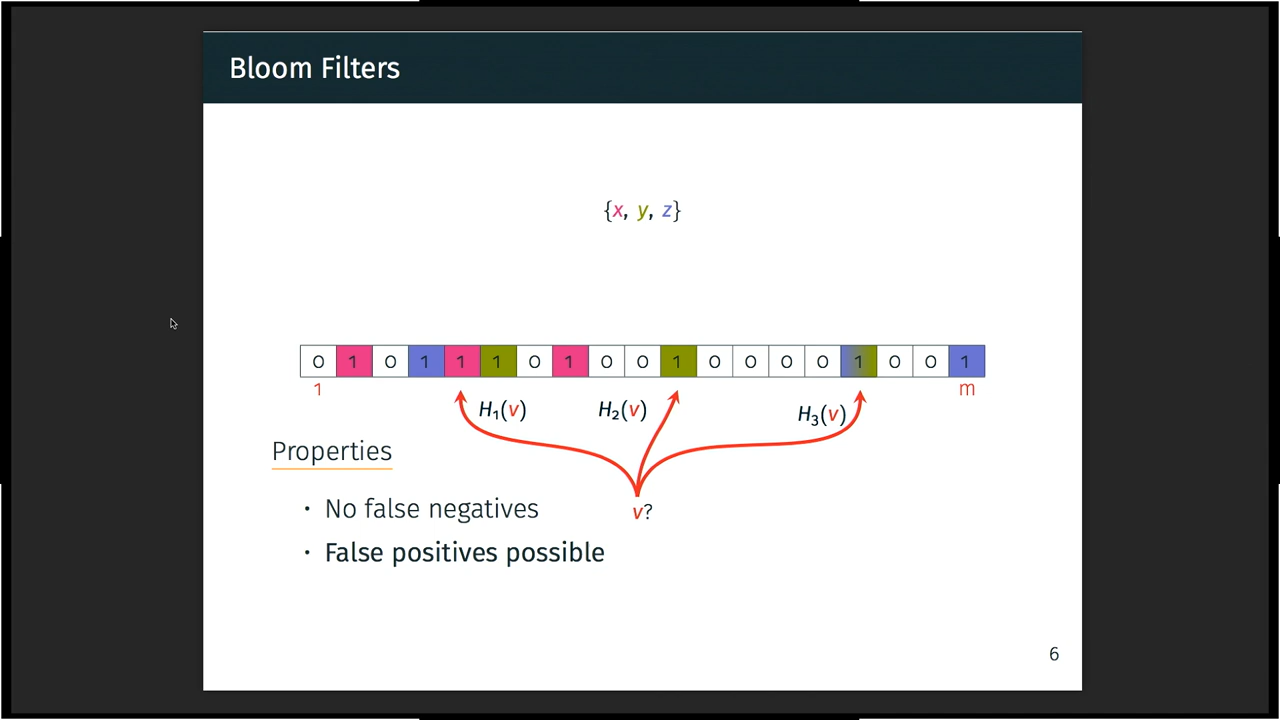 Bloom Filters
{x, y, z}
0 1 0 1 1 1 0 1 0 0 1 0 0 0 0 1 0 0 1
1 m
H₁(v) H₂(v) H₃(v)
Properties
• No false negatives
v?
• False positives possible
6